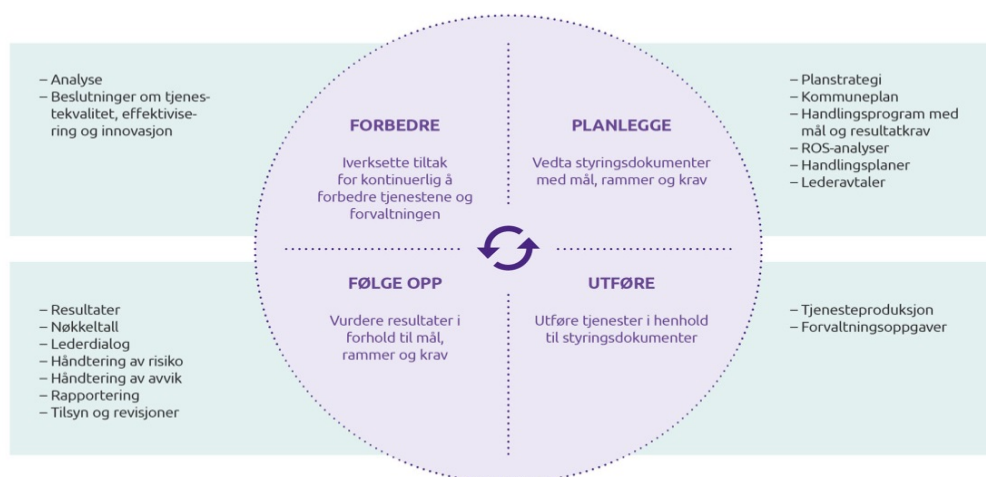 – Analyse
– Beslutninger om tjenes-
tekvalitet, effektivise-
ring og innovasjon
FORBEDRE
Iverksette tiltak
for kontinuerlig å
forbedre tjenestene og
forvaltningen
PLANLEGGE
Vedta styringsdokumenter
med mål, rammer og krav
– Planstrategi
– Kommuneplan
– Handlingsprogram med
mål og resultatkrav
– ROS-analyser
– Handlingsplaner
– Lederavtaler
– Resultater
– Nøkkeltall
– Lederdialog
– Håndtering av risiko
– Håndtering av avvik
– Rapportering
– Tilsyn og revisjoner
FØLGE OPP
Vurdere resultater i
forhold til mål,
rammer og krav
UTFØRE
Utføre tjenester i henhold
til styringsdokumenter
– Tjenesteproduksjon
– Forvaltningsoppgaver